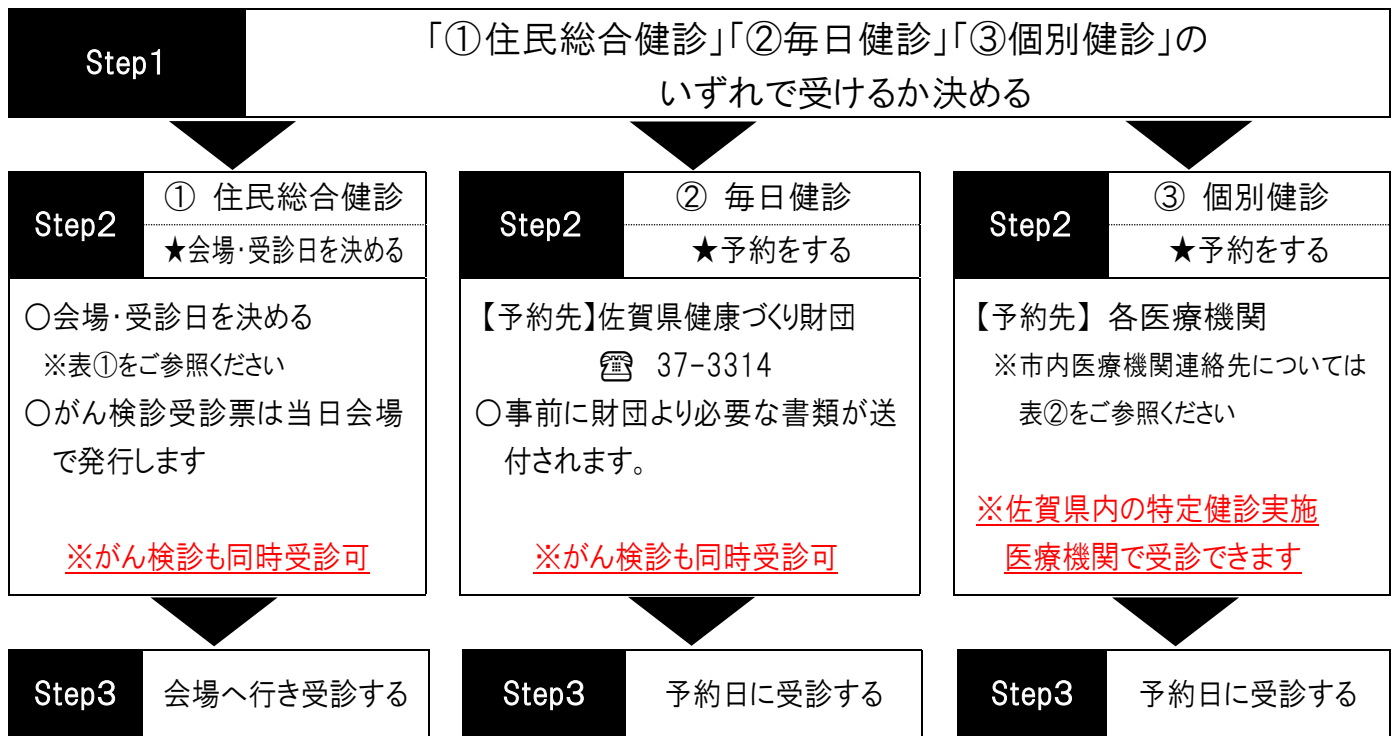 Step1
「①住民総合健診」「②毎日健診」「③個別健診」の
いずれで受けるか決める
Step2
① 住民総合健診
★会場・受診日を決める
〇会場・受診日を決める
※表①をご参照ください
〇がん検診受診票は当日会場
で発行します
※がん検診も同時受診可
Step3
会場へ行き受診する
Step2
② 毎日健診
★予約をする
【予約先】佐賀県健康づくり財団
☎ 37-3314
〇事前に財団より必要な書類が送
付されます。
※がん検診も同時受診可
Step3
予約日に受診する
Step2
③ 個別健診
★予約をする
【予約先】 各医療機関
※市内医療機関連絡先については
表②をご参照ください
※佐賀県内の特定健診実施
医療機関で受診できます
Step3
予約日に受診する